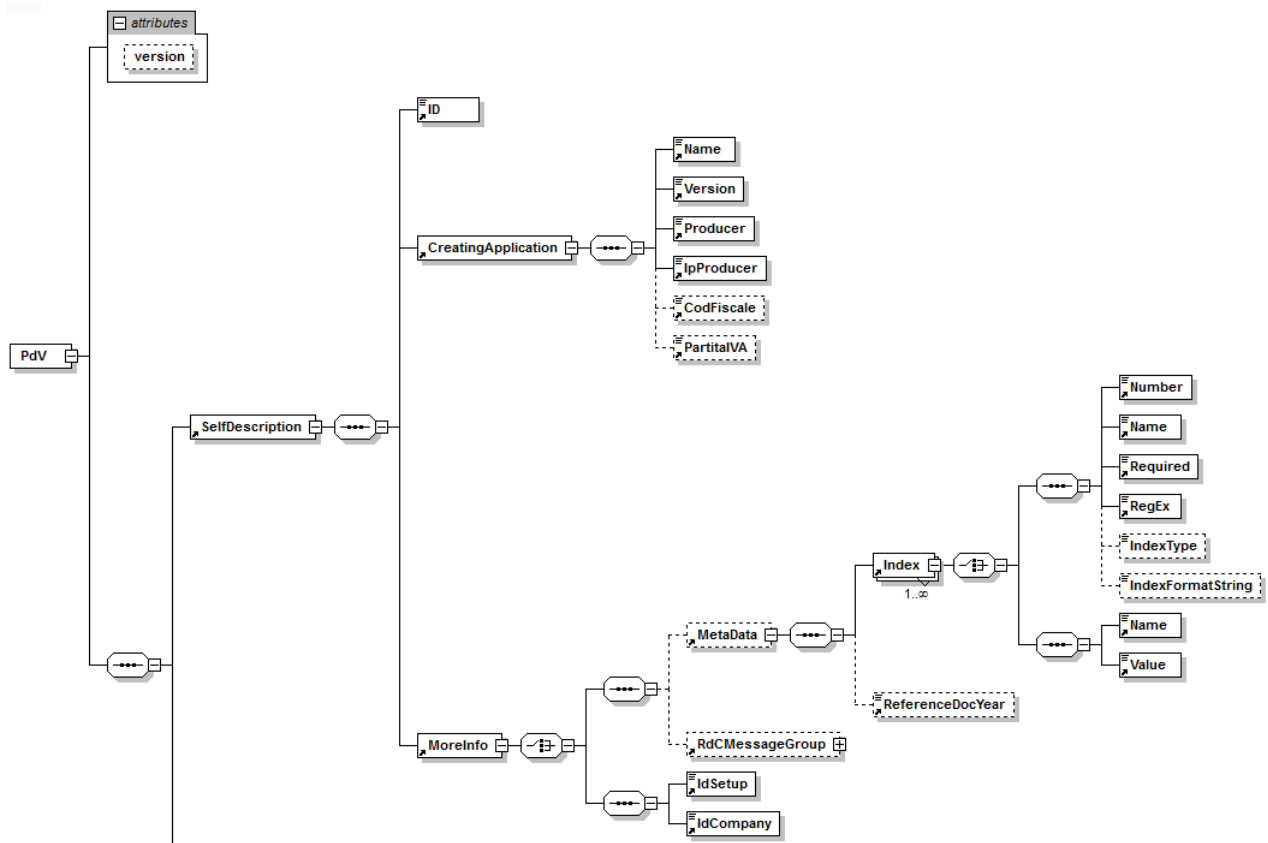 attributes
version
ID
Name
Version
Producer
IpProducer
CreatingApplication
CodFiscale
PartitaIVA
PdV
SelfDescription
Number
Name
Required
RegEx
IndexType
IndexFormatString
Index
1..∞
Name
Value
MetaData
ReferenceDocYear
MoreInfo
RdCMessageGroup
IdSetup
IdCompany